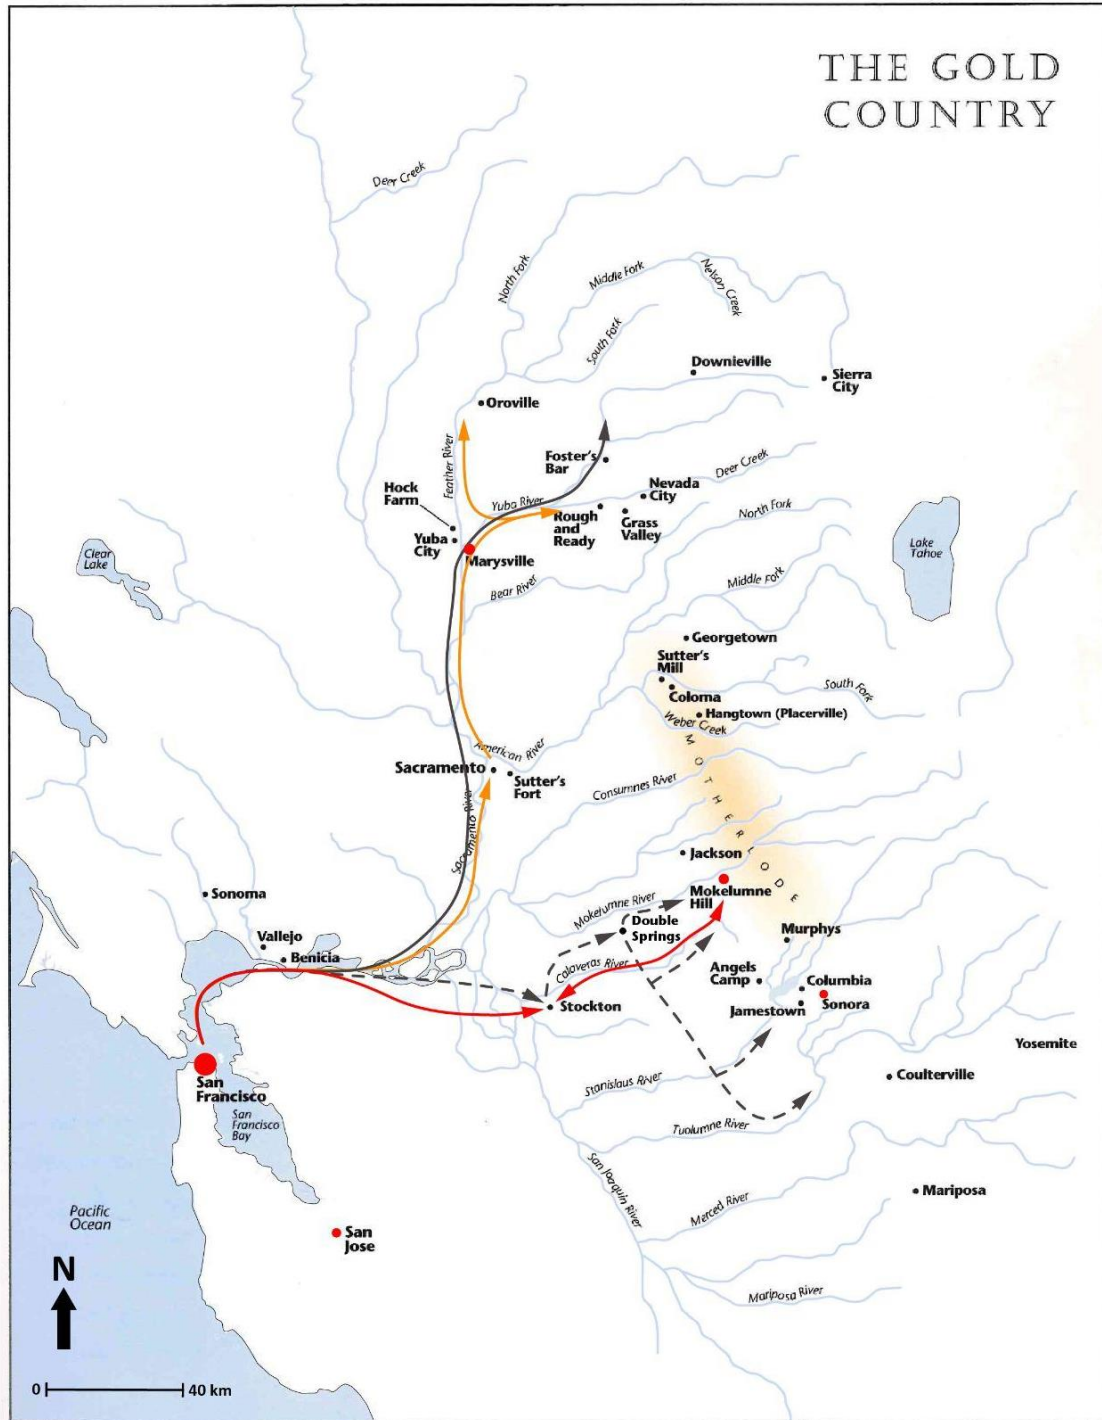 THE GOLD
COUNTRY
Deer Creek
North Fork
Middle Fork
Nelson Creek
South Fork
Downieville
Sierra
City
Oroville
Feather River
Foster's
Bar
Deer Creek
Hock
Farm
Nevada
City
Yuba River
North Fork
Rough
and
Ready
Grass
Valley
Yuba
City
Marysville
Clear
Lake
Lake
Tahoe
Bear River
Middle Fork
Georgetown
Sutter's
Mill
Coloma
South Fork
Hangtown (Placerville)
Weber Creek
MOTHER LODE
American River
Sacramento
Sutter's
Fort
Consumnes River
Sacramento River
Jackson
Sonoma
Mokelumne
Hill
Mokelumne River
Double
Springs
Murphys
Vallejo
Benicia
Calaveras River
Angels
Camp
Columbia
Stockton
Jamestown
Sonora
Yosemite
San
Francisco
Coulterville
Stanislaus River
San
Francisco
Bay
Tuolumne River
San Joaquin River
Mariposa
Merced River
Pacific
Ocean
San
Jose
N
Mariposa River
0
40 km